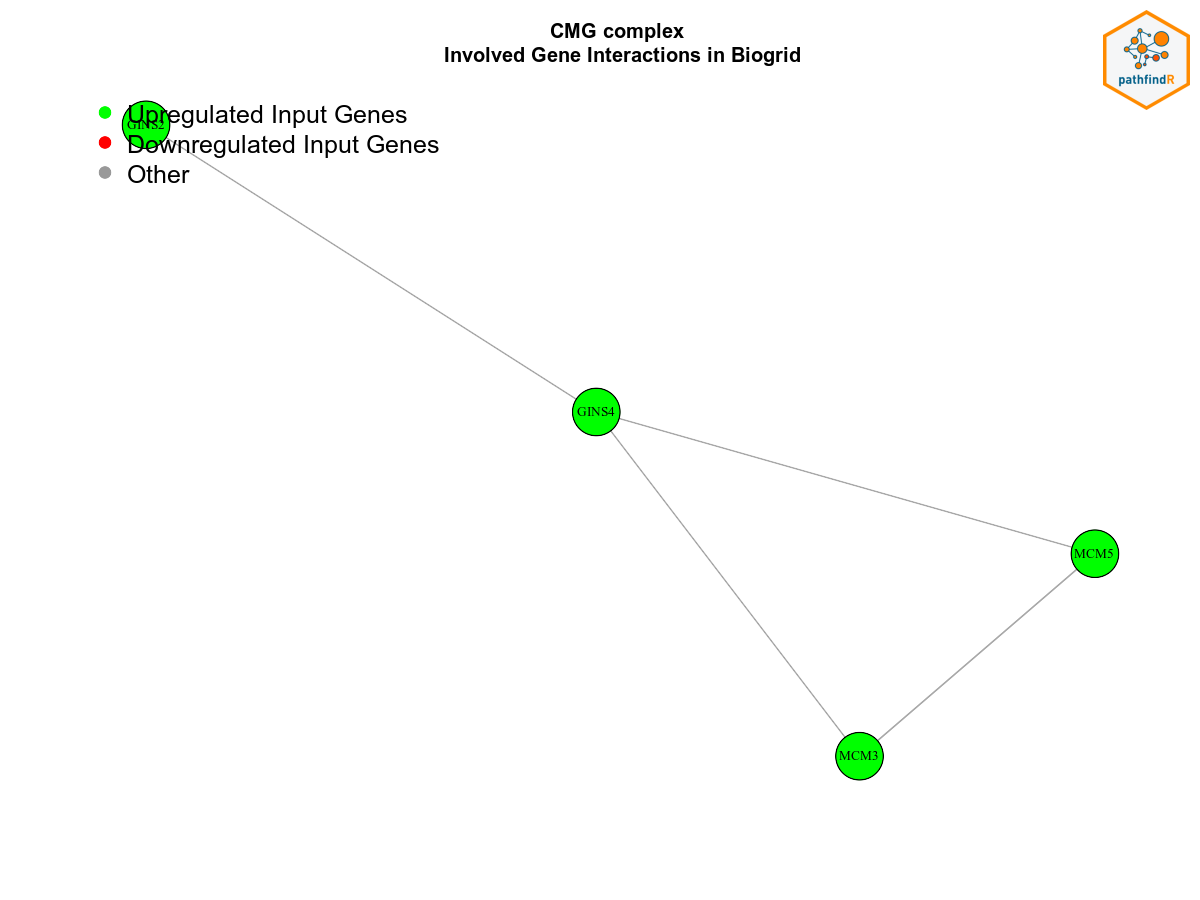 CMG complex
Involved Gene Interactions in Biogrid
pathfindR
Upregulated Input Genes
GINS2
Downregulated Input Genes
Other
GINS4
MCM5
MCM3